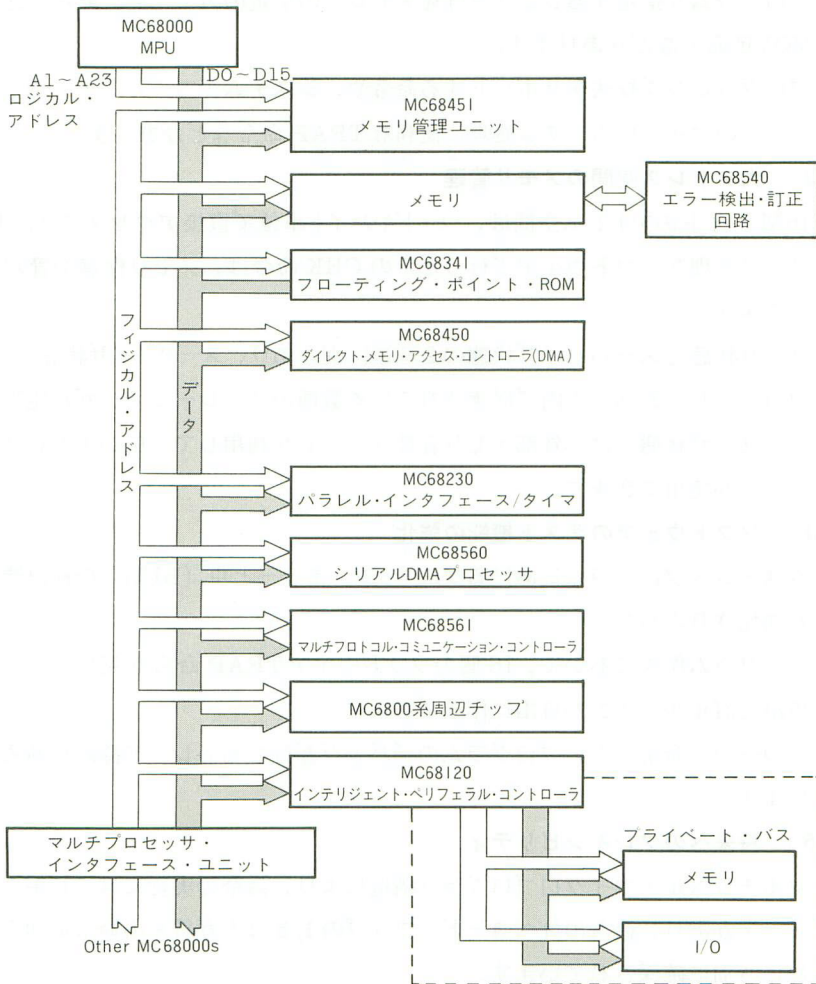 MC68000
MPU
A1～A23
ロジカル・
アドレス
D0～D15
MC68451
メモリ管理ユニット
メモリ
MC68540
エラー検出・訂正
回路
MC68341
フローティング・ポイント・ROM
MC68450
ダイレクト・メモリ・アクセス・コントローラ(DMA)
フィジカル・アドレス
データ
MC68230
パラレル・インタフェース/タイマ
MC68560
シリアルDMAプロセッサ
MC68561
マルチプロトコル・コミュニケーション・コントローラ
MC6800系周辺チップ
MC68120
インテリジェント・ペリフェラル・コントローラ
マルチプロセッサ・
インタフェース・ユニット
プライベート・バス
メモリ
I/O
Other MC68000s